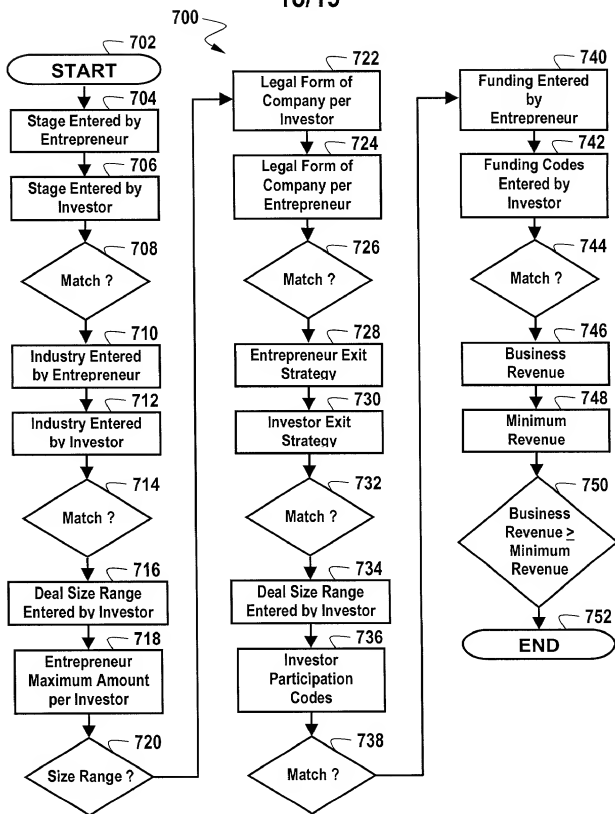 18/19
700
702
START
704
Stage Entered by
Entrepreneur
706
Stage Entered by
Investor
708
Match ?
710
Industry Entered
by Entrepreneur
712
Industry Entered
by Investor
714
Match ?
716
Deal Size Range
Entered by Investor
718
Entrepreneur
Maximum Amount
per Investor
720
Size Range ?
722
Legal Form of
Company per
Investor
724
Legal Form of
Company per
Entrepreneur
726
Match ?
728
Entrepreneur Exit
Strategy
730
Investor Exit
Strategy
732
Match ?
734
Deal Size Range
Entered by Investor
736
Investor
Participation
Codes
738
Match ?
740
Funding Entered
by
Entrepreneur
742
Funding Codes
Entered by
Investor
744
Match ?
746
Business
Revenue
748
Minimum
Revenue
750
Business
Revenue ≥
Minimum
Revenue
752
END